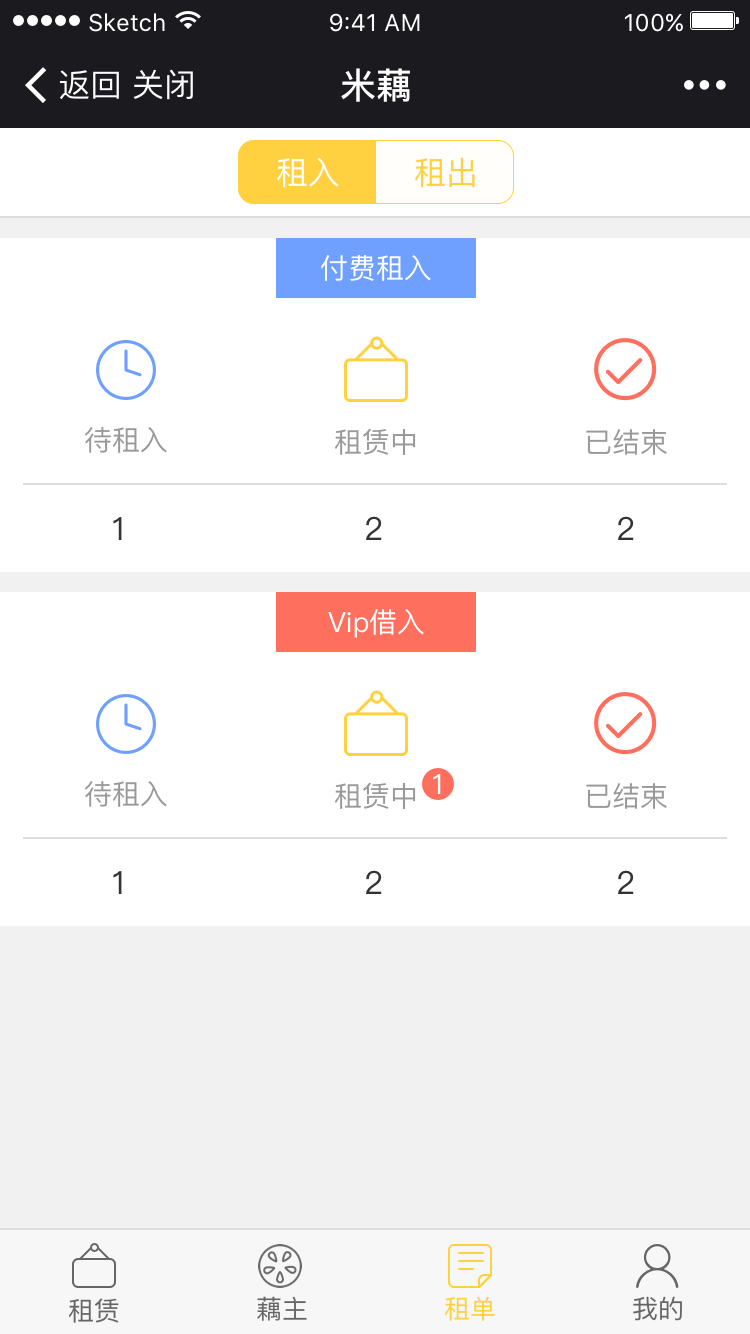 Sketch 9:41 AM 100%
返回 关闭 米藕
租入 租出
付费租入
待租入 租赁中 已结束
1 2 2
Vip借入
待租入 租赁中 1 已结束
1 2 2
租赁 藕主 租单 我的